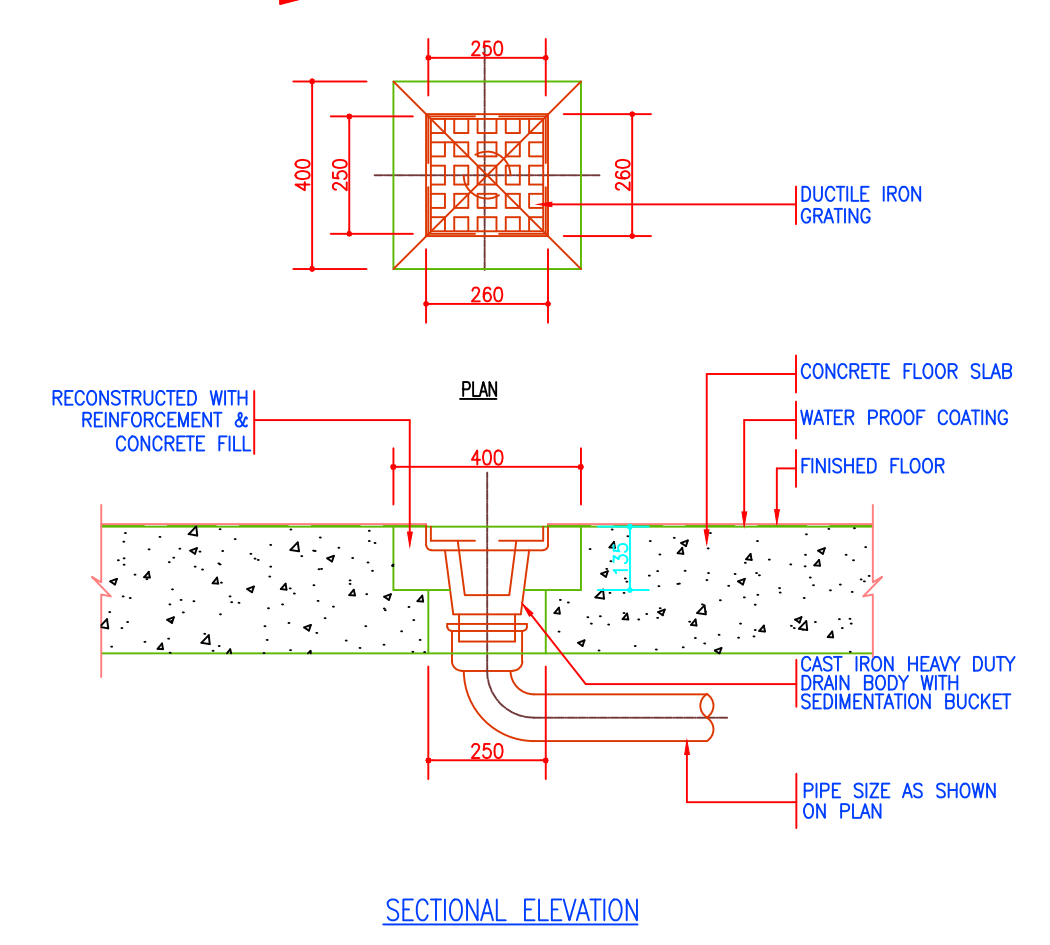 250
400
250
260
DUCTILE IRON
GRATING
260
PLAN
CONCRETE FLOOR SLAB
WATER PROOF COATING
FINISHED FLOOR
RECONSTRUCTED WITH
REINFORCEMENT &
CONCRETE FILL
400
135
CAST IRON HEAVY DUTY
DRAIN BODY WITH
SEDIMENTATION BUCKET
250
PIPE SIZE AS SHOWN
ON PLAN
SECTIONAL ELEVATION